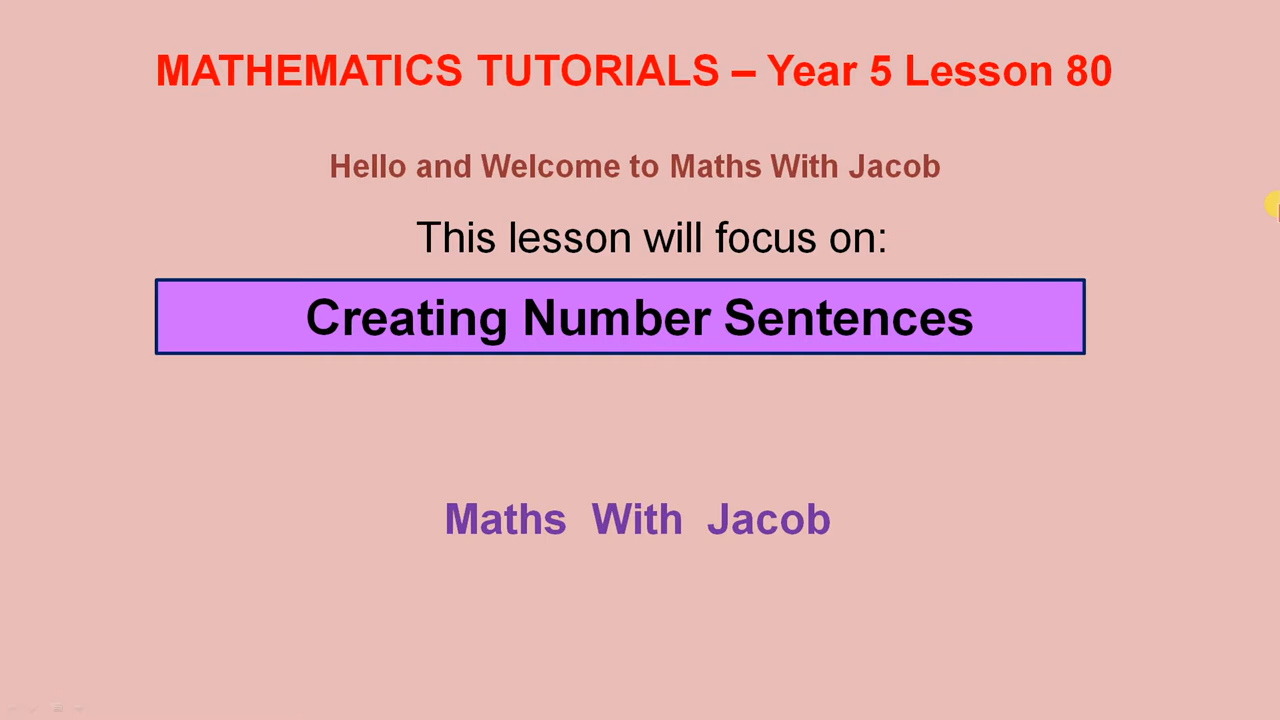 MATHEMATICS TUTORIALS – Year 5 Lesson 80
Hello and Welcome to Maths With Jacob
This lesson will focus on:
Creating Number Sentences
Maths With Jacob